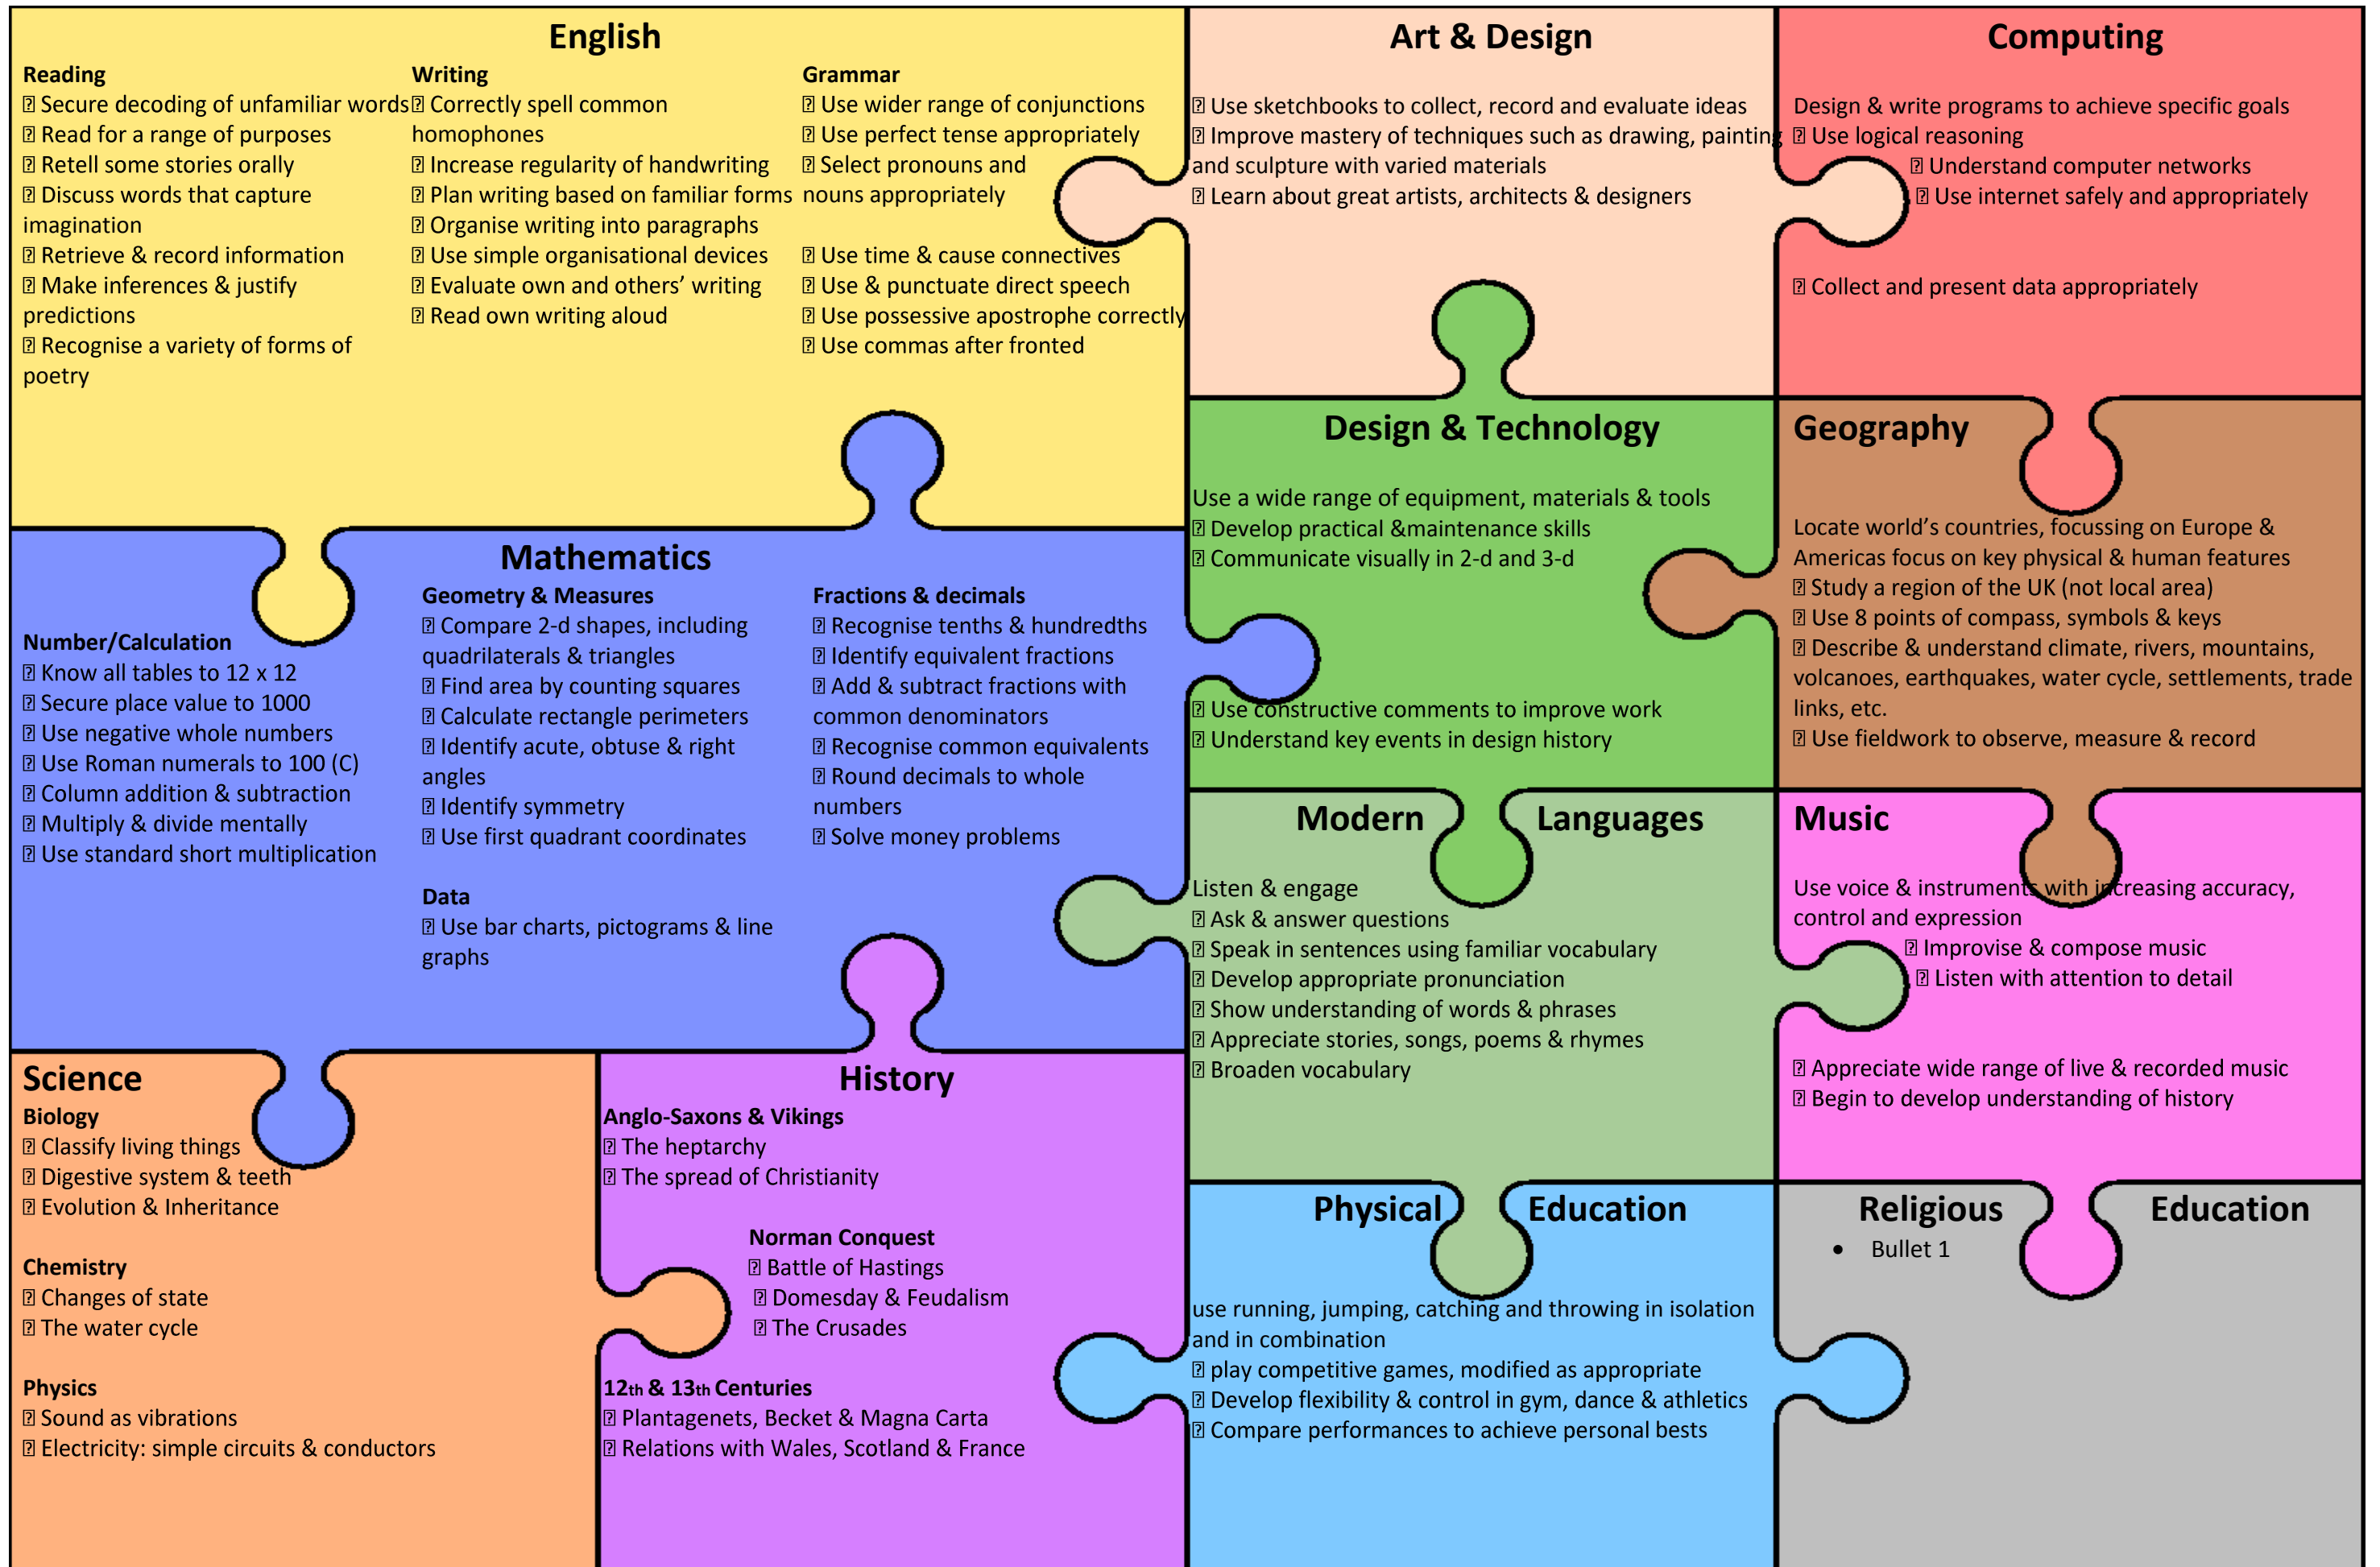 English
Reading
⍰ Secure decoding of unfamiliar words
⍰ Read for a range of purposes
⍰ Retell some stories orally
⍰ Discuss words that capture
imagination
⍰ Retrieve & record information
⍰ Make inferences & justify
predictions
⍰ Recognise a variety of forms of
poetry
Writing
⍰ Correctly spell common
homophones
⍰ Increase regularity of handwriting
⍰ Plan writing based on familiar forms
⍰ Organise writing into paragraphs
⍰ Use simple organisational devices
⍰ Evaluate own and others’ writing
⍰ Read own writing aloud
Grammar
⍰ Use wider range of conjunctions
⍰ Use perfect tense appropriately
⍰ Select pronouns and
nouns appropriately
⍰ Use time & cause connectives
⍰ Use & punctuate direct speech
⍰ Use possessive apostrophe correctly
⍰ Use commas after fronted
Art & Design
⍰ Use sketchbooks to collect, record and evaluate ideas
⍰ Improve mastery of techniques such as drawing, painting
and sculpture with varied materials
⍰ Learn about great artists, architects & designers
Computing
Design & write programs to achieve specific goals
⍰ Use logical reasoning
⍰ Understand computer networks
⍰ Use internet safely and appropriately
⍰ Collect and present data appropriately
Mathematics
Number/Calculation
⍰ Know all tables to 12 x 12
⍰ Secure place value to 1000
⍰ Use negative whole numbers
⍰ Use Roman numerals to 100 (C)
⍰ Column addition & subtraction
⍰ Multiply & divide mentally
⍰ Use standard short multiplication
Geometry & Measures
⍰ Compare 2-d shapes, including
quadrilaterals & triangles
⍰ Find area by counting squares
⍰ Calculate rectangle perimeters
⍰ Identify acute, obtuse & right
angles
⍰ Identify symmetry
⍰ Use first quadrant coordinates
Data
⍰ Use bar charts, pictograms & line
graphs
Fractions & decimals
⍰ Recognise tenths & hundredths
⍰ Identify equivalent fractions
⍰ Add & subtract fractions with
common denominators
⍰ Recognise common equivalents
⍰ Round decimals to whole
numbers
⍰ Solve money problems
Design & Technology
Use a wide range of equipment, materials & tools
⍰ Develop practical &maintenance skills
⍰ Communicate visually in 2-d and 3-d
⍰ Use constructive comments to improve work
⍰ Understand key events in design history
Geography
Locate world’s countries, focussing on Europe &
Americas focus on key physical & human features
⍰ Study a region of the UK (not local area)
⍰ Use 8 points of compass, symbols & keys
⍰ Describe & understand climate, rivers, mountains,
volcanoes, earthquakes, water cycle, settlements, trade
links, etc.
⍰ Use fieldwork to observe, measure & record
Modern Languages
Listen & engage
⍰ Ask & answer questions
⍰ Speak in sentences using familiar vocabulary
⍰ Develop appropriate pronunciation
⍰ Show understanding of words & phrases
⍰ Appreciate stories, songs, poems & rhymes
⍰ Broaden vocabulary
Music
Use voice & instruments with increasing accuracy,
control and expression
⍰ Improvise & compose music
⍰ Listen with attention to detail
⍰ Appreciate wide range of live & recorded music
⍰ Begin to develop understanding of history
Science
Biology
⍰ Classify living things
⍰ Digestive system & teeth
⍰ Evolution & Inheritance
Chemistry
⍰ Changes of state
⍰ The water cycle
Physics
⍰ Sound as vibrations
⍰ Electricity: simple circuits & conductors
History
Anglo-Saxons & Vikings
⍰ The heptarchy
⍰ The spread of Christianity
Norman Conquest
⍰ Battle of Hastings
⍰ Domesday & Feudalism
⍰ The Crusades
12th & 13th Centuries
⍰ Plantagenets, Becket & Magna Carta
⍰ Relations with Wales, Scotland & France
Physical Education
use running, jumping, catching and throwing in isolation
and in combination
⍰ play competitive games, modified as appropriate
⍰ Develop flexibility & control in gym, dance & athletics
⍰ Compare performances to achieve personal bests
Religious Education
• Bullet 1